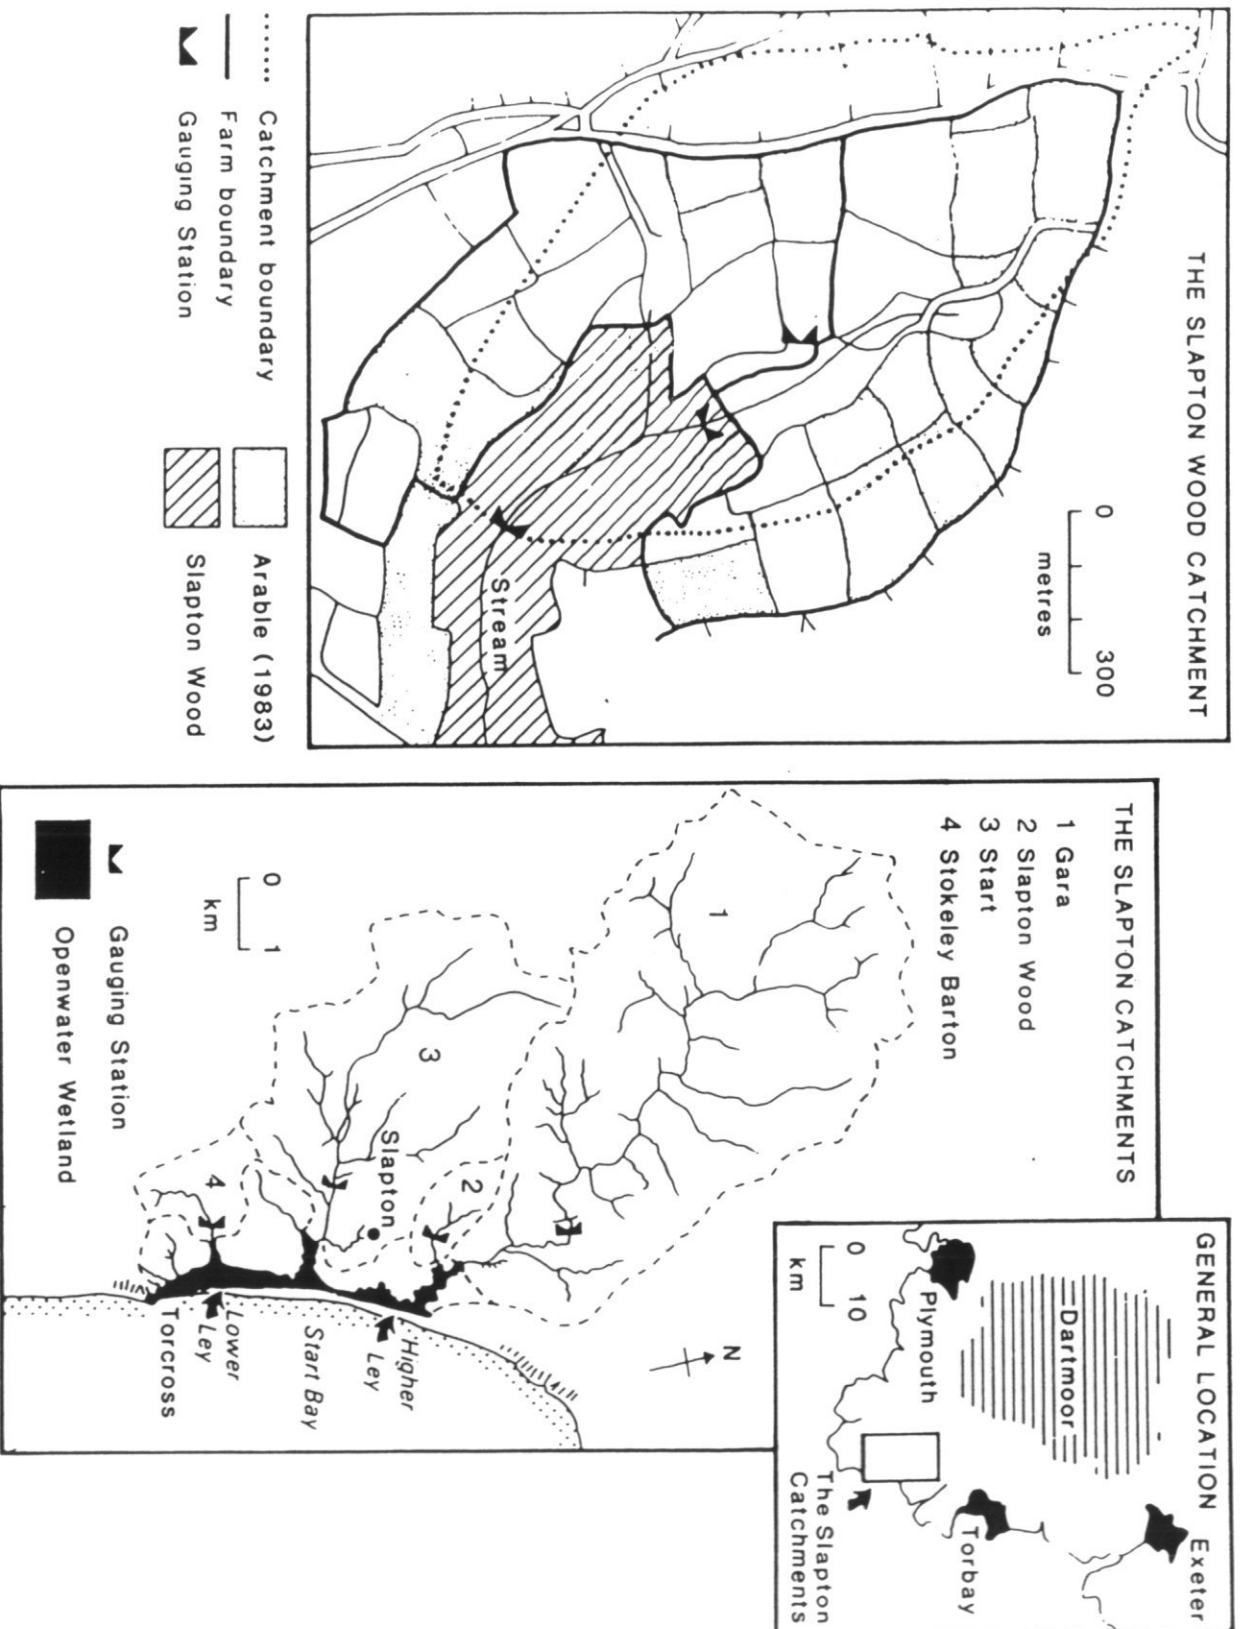 THE SLAPTON WOOD CATCHMENT
0 300
metres
Stream
Catchment boundary
Farm boundary
Gauging Station
Arable (1983)
Slapton Wood
THE SLAPTON CATCHMENTS
1 Gara
2 Slapton Wood
3 Start
4 Stokeley Barton
1
2
3
4
Slapton
N
Higher
Ley
Start Bay
Lower
Ley
Torcross
0 1
km
Gauging Station
Openwater Wetland
GENERAL LOCATION
Exeter
Dartmoor
Plymouth
Torbay
0 10
km
The Slapton
Catchments